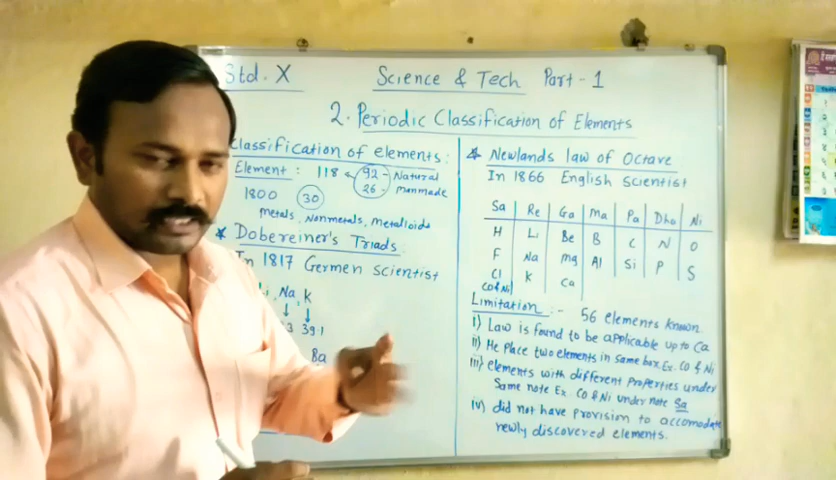 Std. X Science & Tech Part - 1
2. Periodic Classification of Elements
Classification of elements:
Element : 118 92 - Natural
26 - manmade
1800 30
metals, Nonmetals, Metalloids
* Dobereiner's Triads
In 1817 Germen scientist
Li, Na, K
39.1
Ba
* Newlands law of Octave
In 1866 English scientist
Sa Re Ga Ma Pa Dha Ni
H Li Be B C N O
F Na Mg Al Si P S
Cl K Ca
Co & Ni
Limitation :- 56 elements known
i) Law is found to be applicable up to Ca
ii) He place two elements in same box Ex. Co & Ni
iii) elements with different properties under
Same note Ex. Co & Ni under note Sa
iv) did not have provision to accomodate
newly discovered elements.